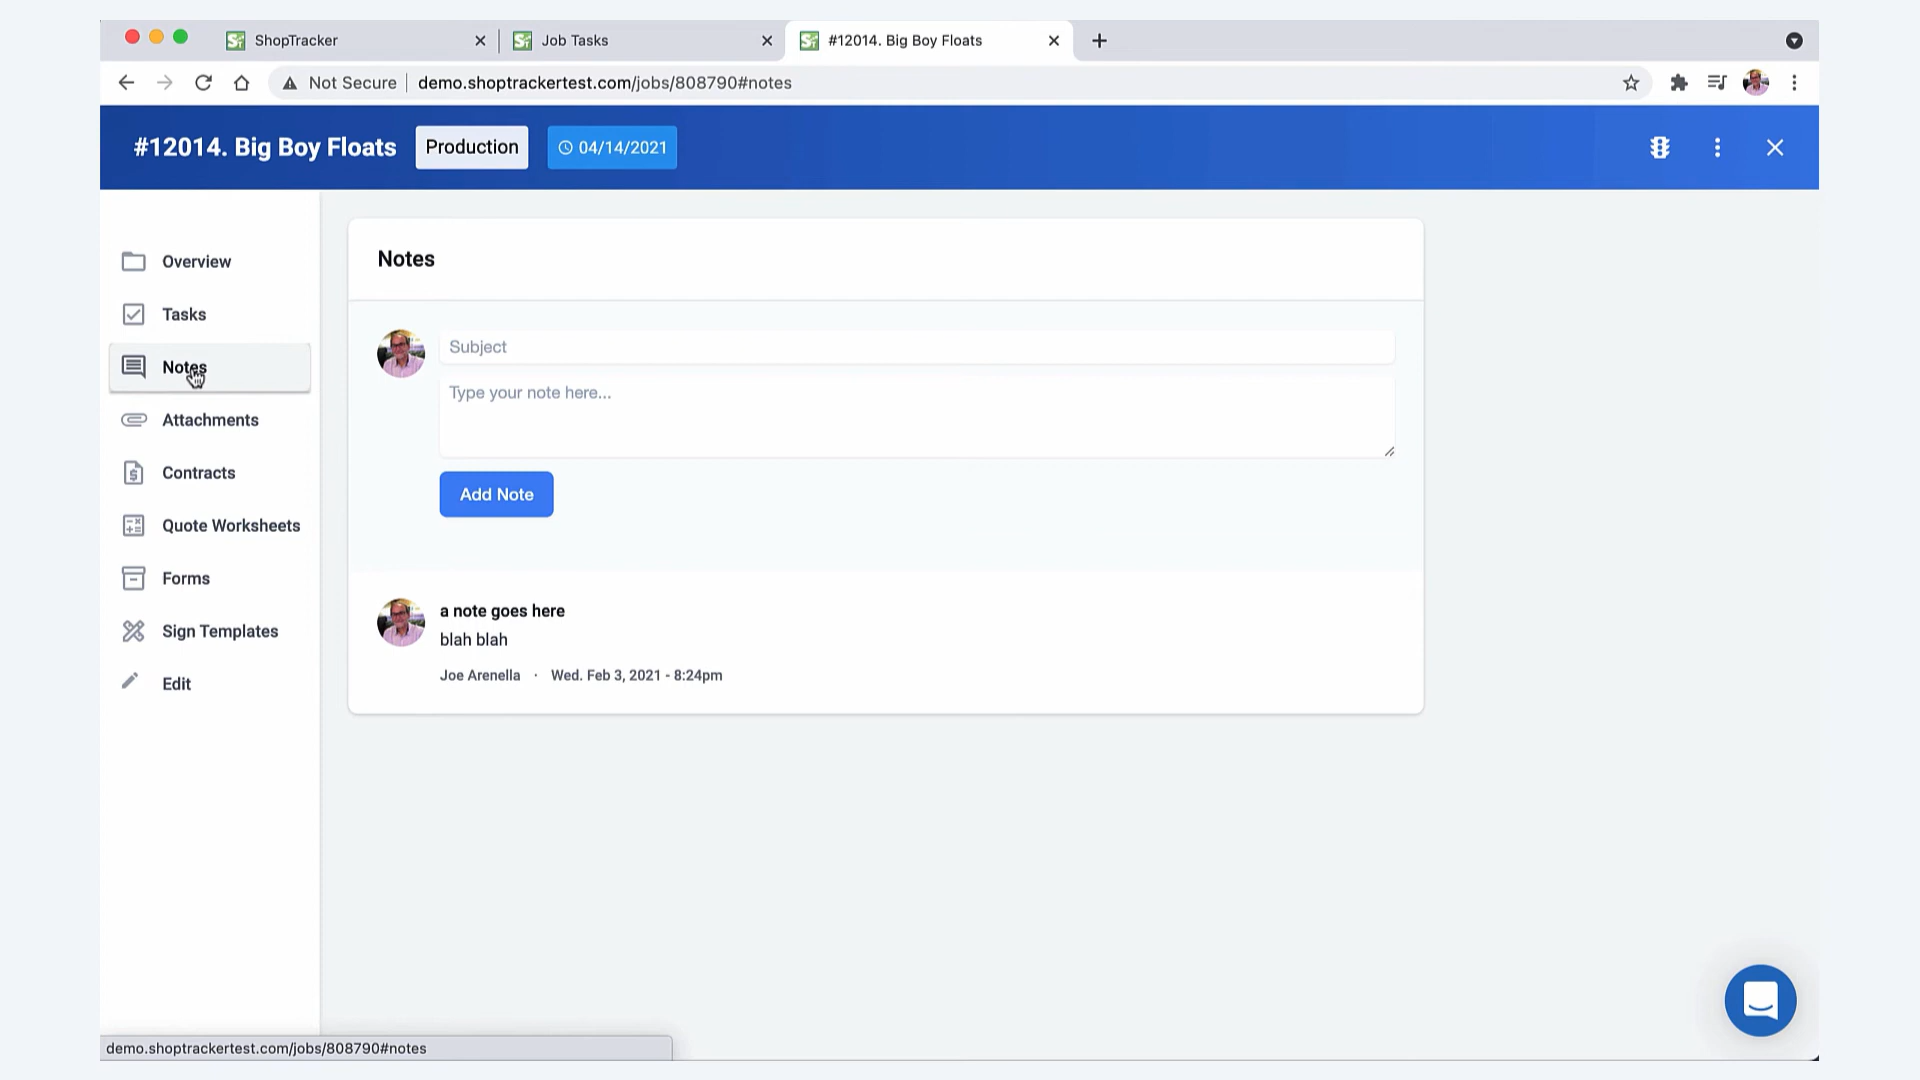 ShopTracker
Job Tasks
#12014. Big Boy Floats
Not Secure
demo.shoptrackertest.com/jobs/808790#notes
#12014. Big Boy Floats
Production
04/14/2021
Overview
Tasks
Notes
Attachments
Contracts
Quote Worksheets
Forms
Sign Templates
Edit
Notes
Subject
Type your note here...
Add Note
a note goes here
blah blah
Joe Arenella · Wed. Feb 3, 2021 - 8:24pm
demo.shoptrackertest.com/jobs/808790#notes